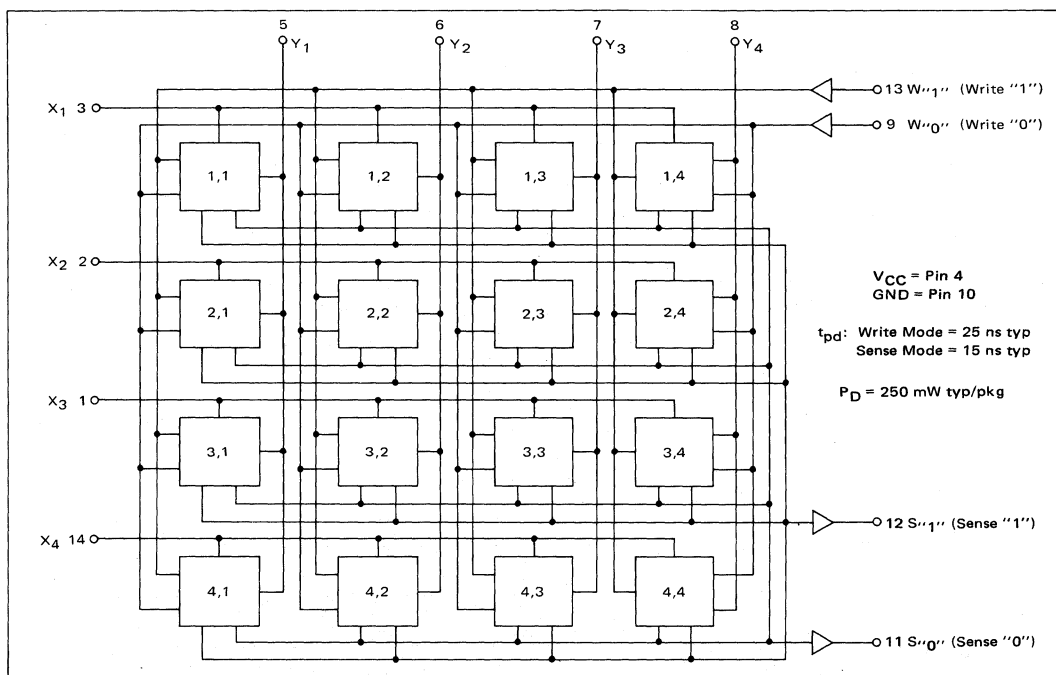 5 6 7 8
Y1 Y2 Y3 Y4
X1 3
13 W"1" (Write "1")
9 W"0" (Write "0")
1,1 1,2 1,3 1,4
X2 2
2,1 2,2 2,3 2,4
VCC = Pin 4
GND = Pin 10
tpd: Write Mode = 25 ns typ
Sense Mode = 15 ns typ
PD = 250 mW typ/pkg
X3 1
3,1 3,2 3,3 3,4
12 S"1" (Sense "1")
X4 14
4,1 4,2 4,3 4,4
11 S"0" (Sense "0")